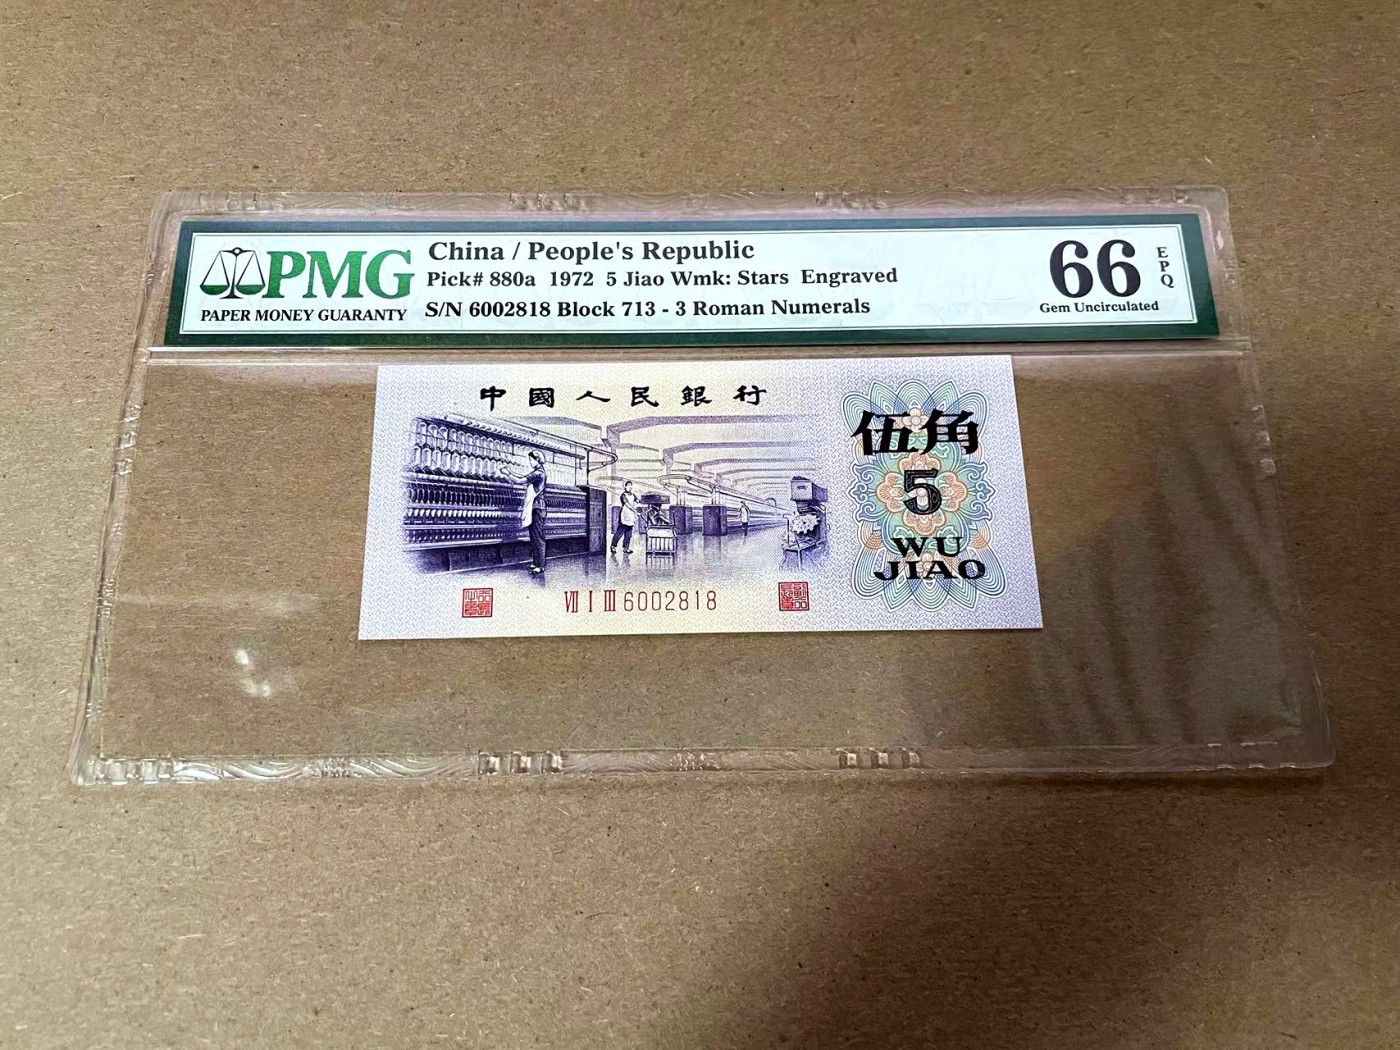 PMG
PAPER MONEY GUARANTY
China / People's Republic
Pick# 880a 1972 5 Jiao Wmk: Stars Engraved
S/N 6002818 Block 713 - 3 Roman Numerals
66
EPQ
Gem Uncirculated
中國人民銀行
伍角
5
WU
JIAO
Ⅶ Ⅰ Ⅲ 6002818